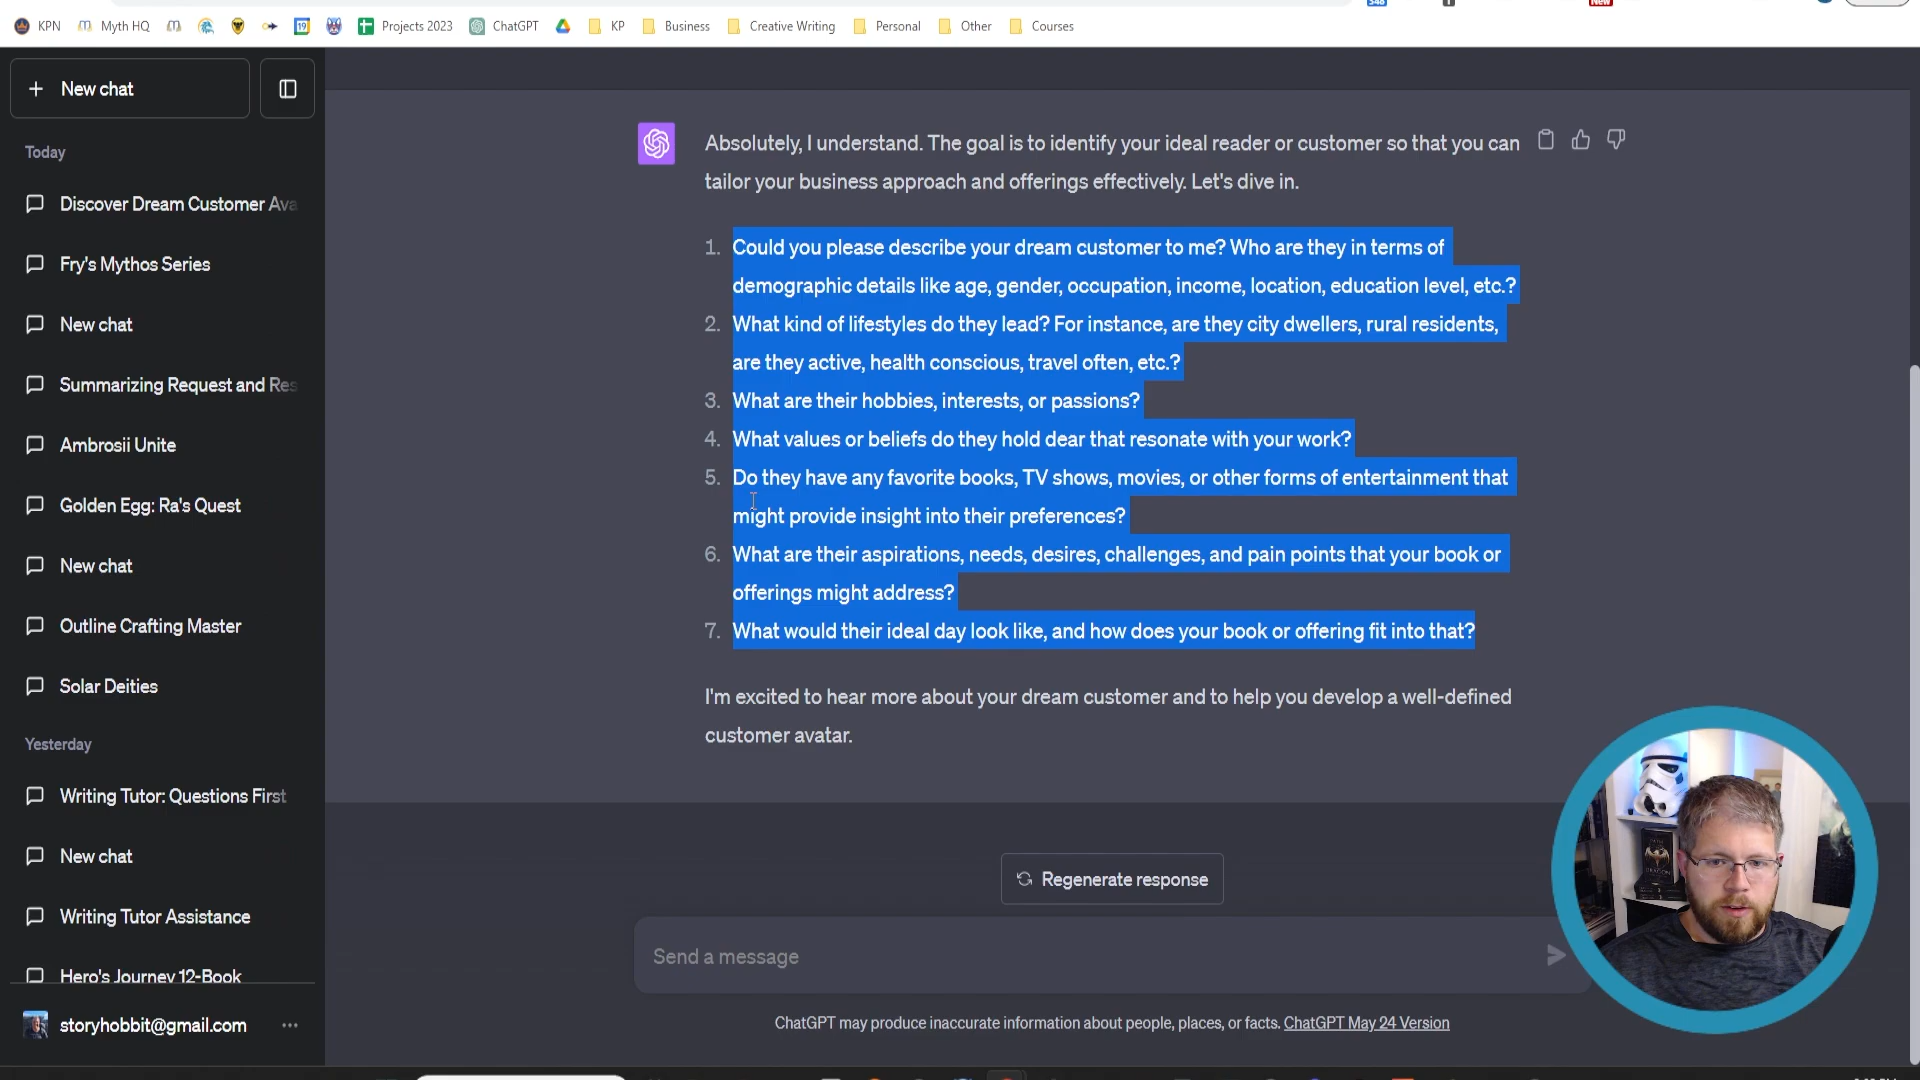 KPN
Myth HQ
19
Projects 2023
ChatGPT
KP
Business
Creative Writing
Personal
Other
Courses
New
New chat
Today
Discover Dream Customer Ava
Fry's Mythos Series
New chat
Summarizing Request and Res
Ambrosii Unite
Golden Egg: Ra's Quest
New chat
Outline Crafting Master
Solar Deities
Yesterday
Writing Tutor: Questions First
New chat
Writing Tutor Assistance
Hero's Journey 12-Book
storyhobbit@gmail.com
Absolutely, I understand. The goal is to identify your ideal reader or customer so that you can
tailor your business approach and offerings effectively. Let's dive in.
1. Could you please describe your dream customer to me? Who are they in terms of
demographic details like age, gender, occupation, income, location, education level, etc.?
2. What kind of lifestyles do they lead? For instance, are they city dwellers, rural residents,
are they active, health conscious, travel often, etc.?
3. What are their hobbies, interests, or passions?
4. What values or beliefs do they hold dear that resonate with your work?
5. Do they have any favorite books, TV shows, movies, or other forms of entertainment that
might provide insight into their preferences?
6. What are their aspirations, needs, desires, challenges, and pain points that your book or
offerings might address?
7. What would their ideal day look like, and how does your book or offering fit into that?
I'm excited to hear more about your dream customer and to help you develop a well-defined
customer avatar.
Regenerate response
Send a message
ChatGPT may produce inaccurate information about people, places, or facts. ChatGPT May 24 Version